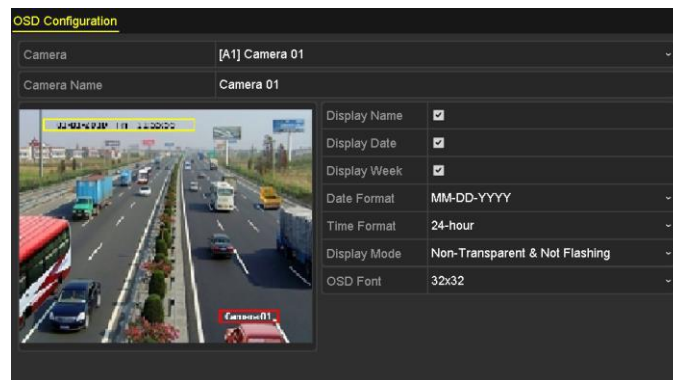 OSD Configuration
Camera [A1] Camera 01
Camera Name Camera 01
Display Name
Display Date
Display Week
Date Format MM-DD-YYYY
Time Format 24-hour
Display Mode Non-Transparent & Not Flashing
OSD Font 32x32
Camera01